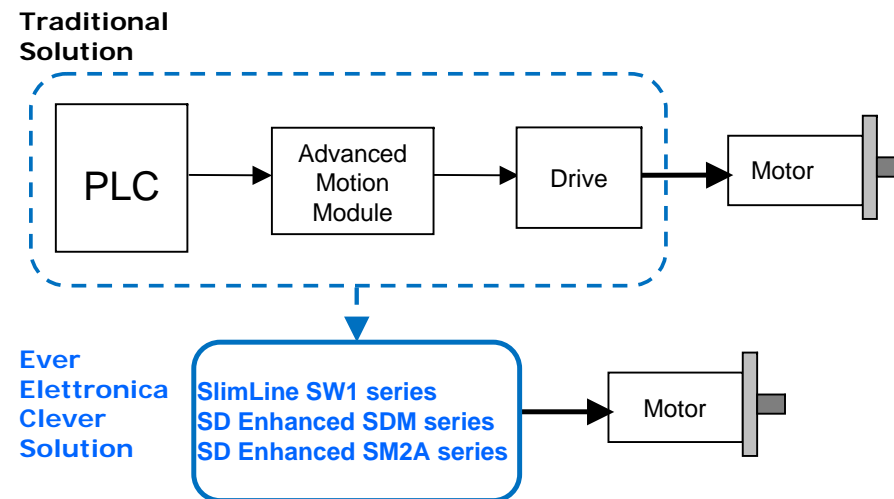 Traditional
Solution
PLC
Advanced
Motion
Module
Drive
Motor
Ever
Elettronica
Clever
Solution
SlimLine SW1 series
SD Enhanced SDM series
SD Enhanced SM2A series
Motor